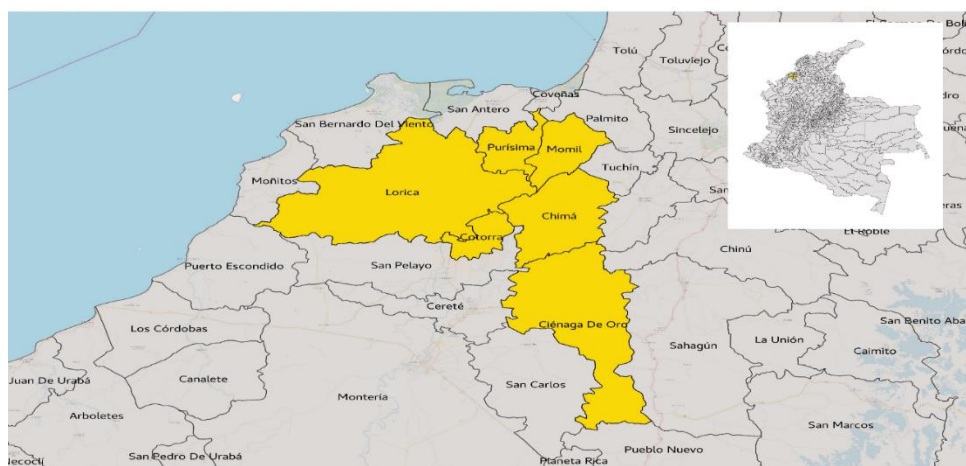 Tolú
Toluviejo
San Antero
Coveñas
San Bernardo Del Viento
Palmito
Sincelejo
Purísima
Momil
Tuchín
Moñitos
Lorica
Chimá
Cotorra
Chinú
El Roble
Puerto Escondido
San Pelayo
Cereté
Los Córdobas
Ciénaga De Oro
San Benito Aba
La Unión
Sahagún
Caimito
Juan De Urabá
Canalete
San Carlos
Montería
Arboletes
San Marcos
San Pedro De Urabá
Pueblo Nuevo
Necoclí
Planeta Rica